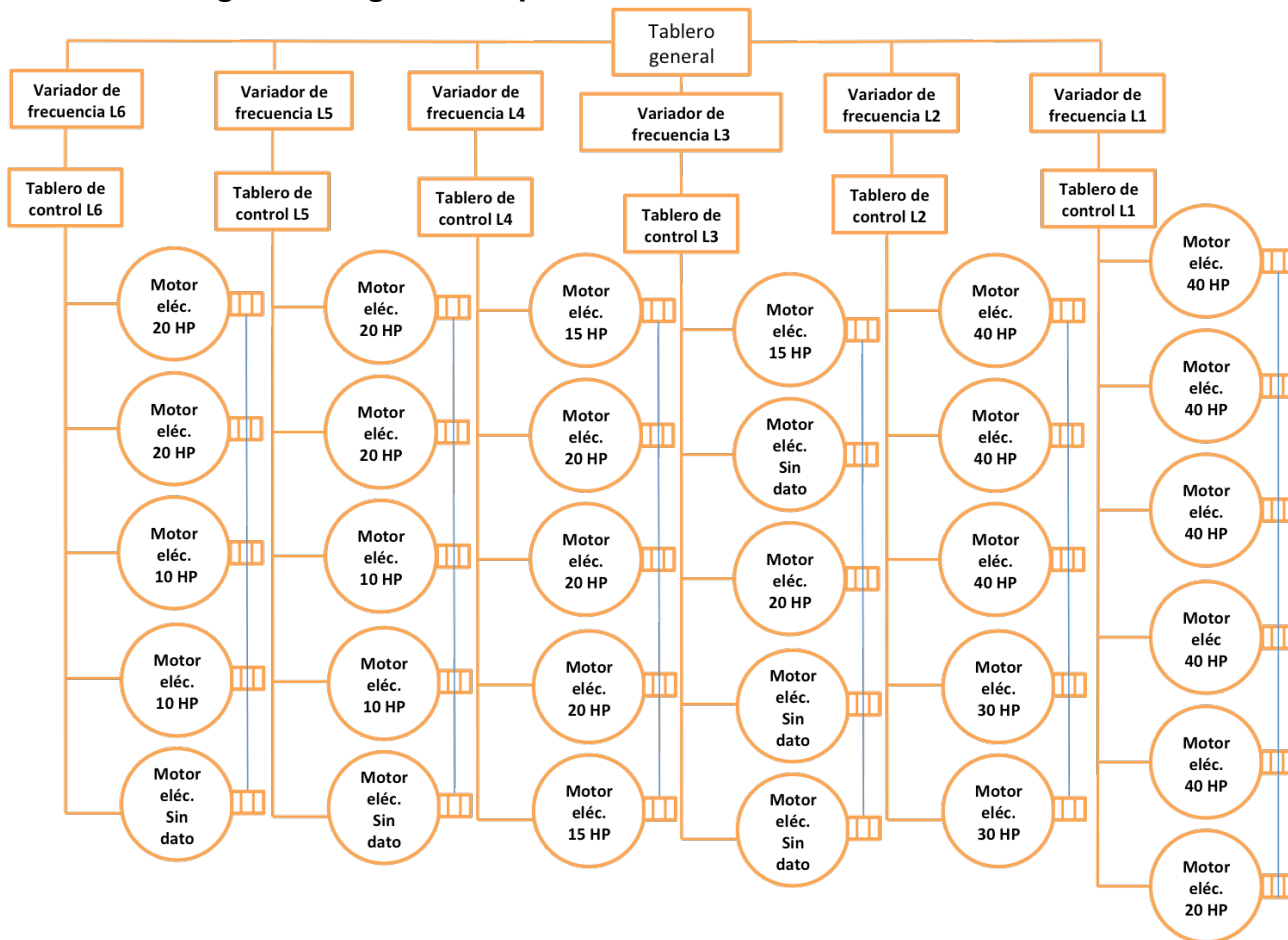 Tablero
general
Variador de
frecuencia L6
Variador de
frecuencia L5
Variador de
frecuencia L4
Variador de
frecuencia L3
Variador de
frecuencia L2
Variador de
frecuencia L1
Tablero de
control L6
Tablero de
control L5
Tablero de
control L4
Tablero de
control L3
Tablero de
control L2
Tablero de
control L1
Motor
eléc.
20 HP
Motor
eléc.
20 HP
Motor
eléc.
10 HP
Motor
eléc.
10 HP
Motor
eléc.
Sin
dato
Motor
eléc.
20 HP
Motor
eléc.
20 HP
Motor
eléc.
10 HP
Motor
eléc.
10 HP
Motor
eléc.
Sin
dato
Motor
eléc.
15 HP
Motor
eléc.
20 HP
Motor
eléc.
20 HP
Motor
eléc.
20 HP
Motor
eléc.
15 HP
Motor
eléc.
15 HP
Motor
eléc.
Sin
dato
Motor
eléc.
20 HP
Motor
eléc.
Sin
dato
Motor
eléc.
Sin
dato
Motor
eléc.
40 HP
Motor
eléc.
40 HP
Motor
eléc.
40 HP
Motor
eléc.
30 HP
Motor
eléc.
30 HP
Motor
eléc.
40 HP
Motor
eléc.
40 HP
Motor
eléc.
40 HP
Motor
eléc
40 HP
Motor
eléc.
40 HP
Motor
eléc.
20 HP